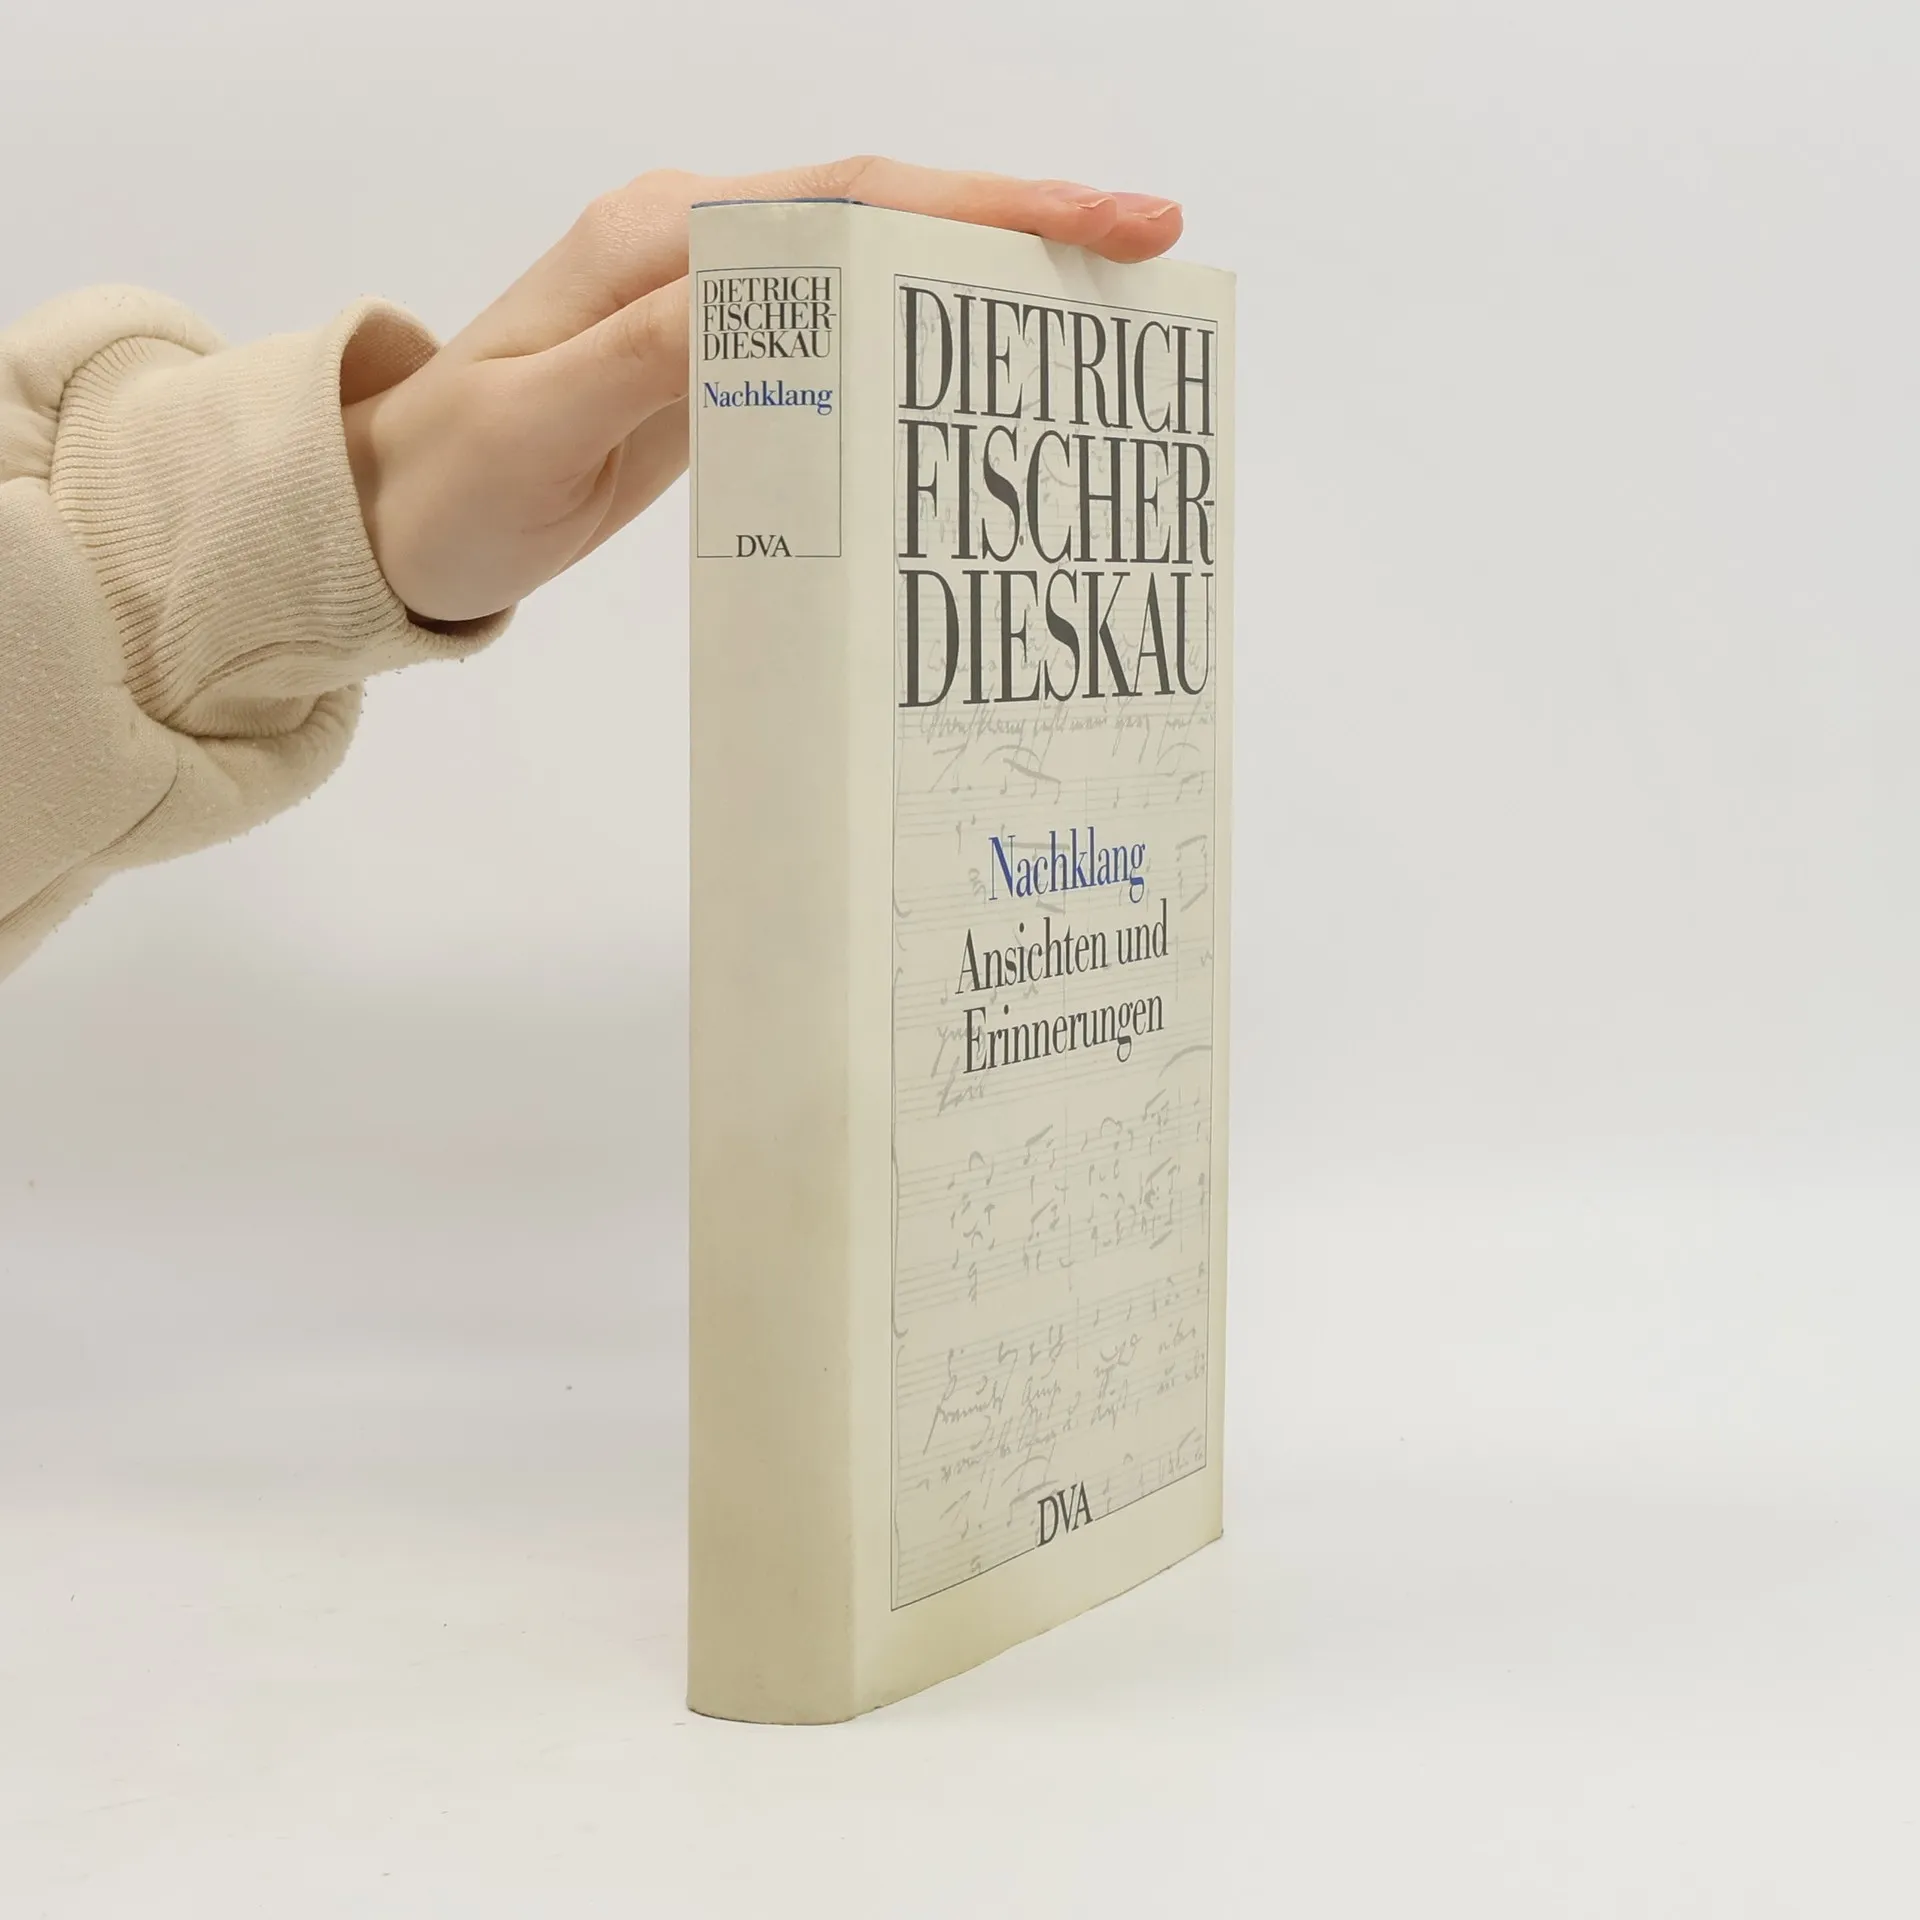 DIETRICH
FISCHER-
DIESKAU
Nachklang
DVA
DIETRICH
FISCHER-
DIESKAU
Nachklang
Ansichten und
Erinnerungen
DVA